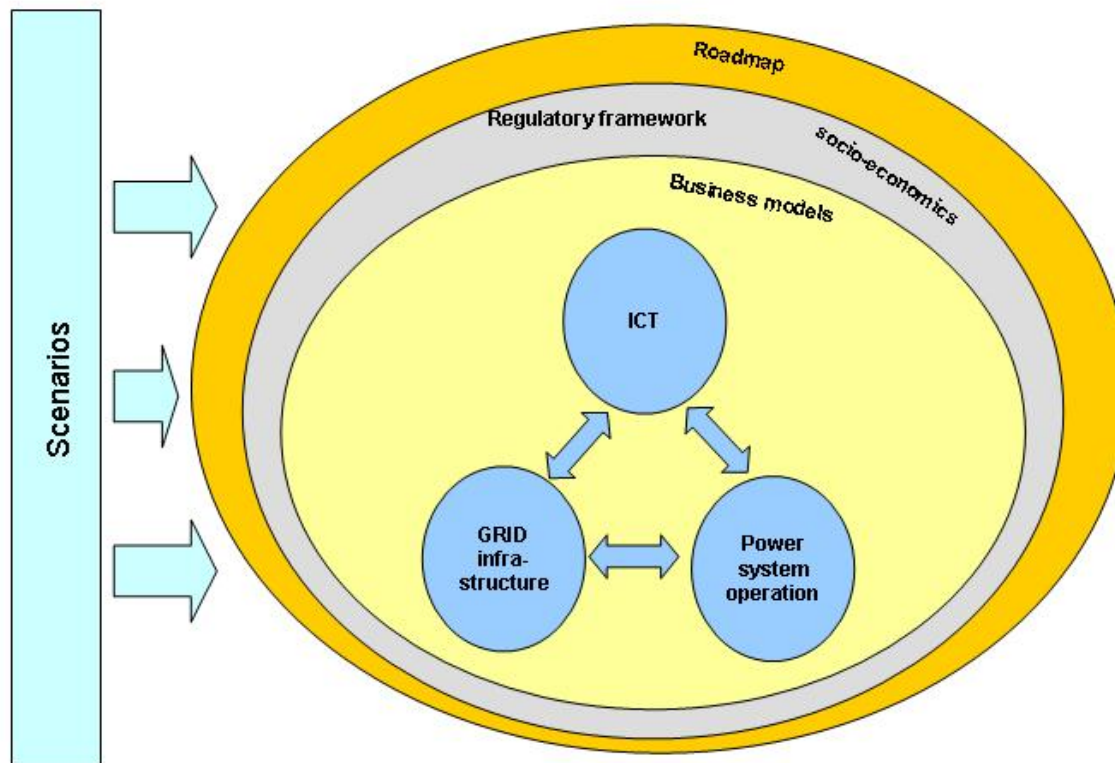 Roadmap
Regulatory framework
socio-economics
Business models
Scenarios
ICT
GRID
infra-
structure
Power
system
operation